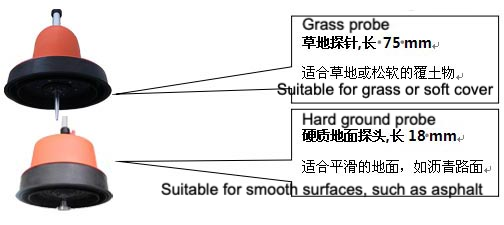 Grass probe
草地探针,长 75 mm
适合草地或松软的覆土物
Suitable for grass or soft cover
Hard ground probe
硬质地面探头,长 18 mm
适合平滑的地面，如沥青路面
Suitable for smooth surfaces, such as asphalt